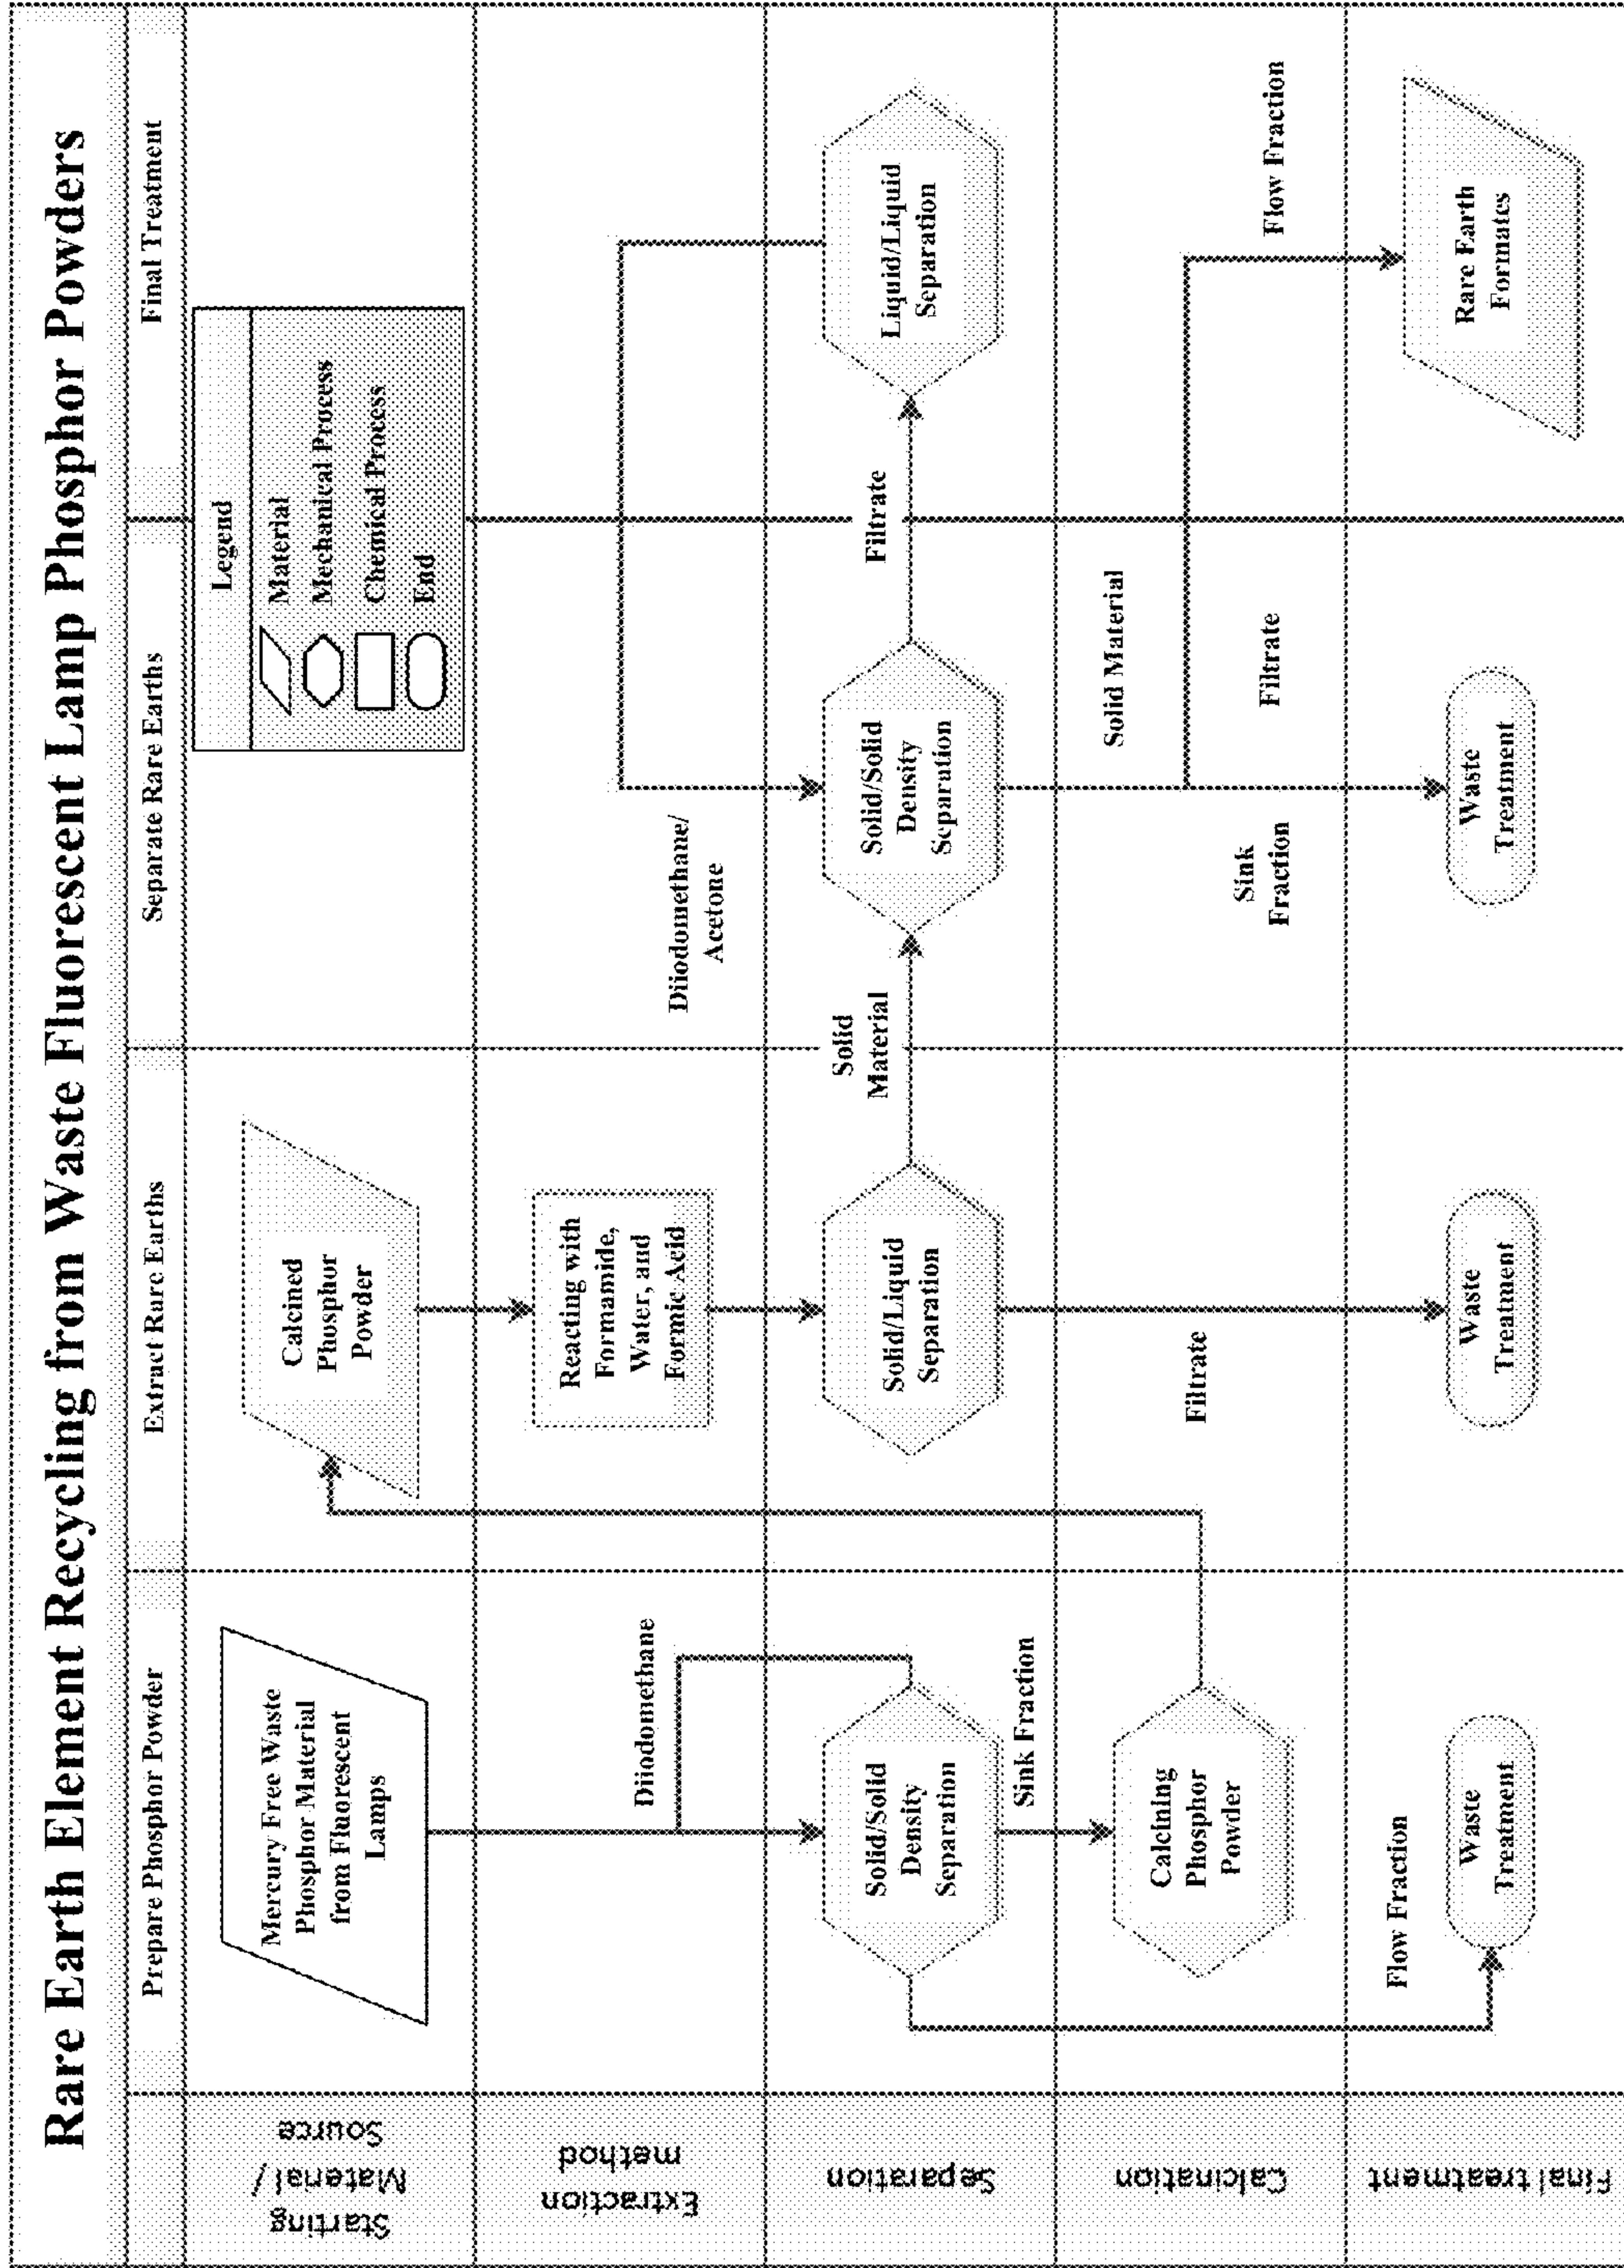 Rare Earth Element Recycling from Waste Fluorescent Lamp Phosphor Powders
Prepare Phosphor Powder
Extract Rare Earths
Separate Rare Earths
Final Treatment
Starting
Material /
Source
Legend
Material
Mechanical Process
Chemical Process
End
Mercury Free Waste
Phosphor Material
from Fluorescent
Lamps
Calcined
Phosphor
Powder
Extraction
method
Diiodomethane
Reacting with
Formamide,
Water, and
Formic Acid
Diiodomethane/
Acetone
Separation
Solid/Solid
Density
Separation
Solid/Liquid
Separation
Solid
Material
Solid/Solid
Density
Separation
Filtrate
Liquid/Liquid
Separation
Calcination
Sink Fraction
Calcining
Phosphor
Powder
Filtrate
Solid Material
Sink
Fraction
Filtrate
Flow Fraction
Final treatment
Flow Fraction
Waste
Treatment
Waste
Treatment
Waste
Treatment
Rare Earth
Formates